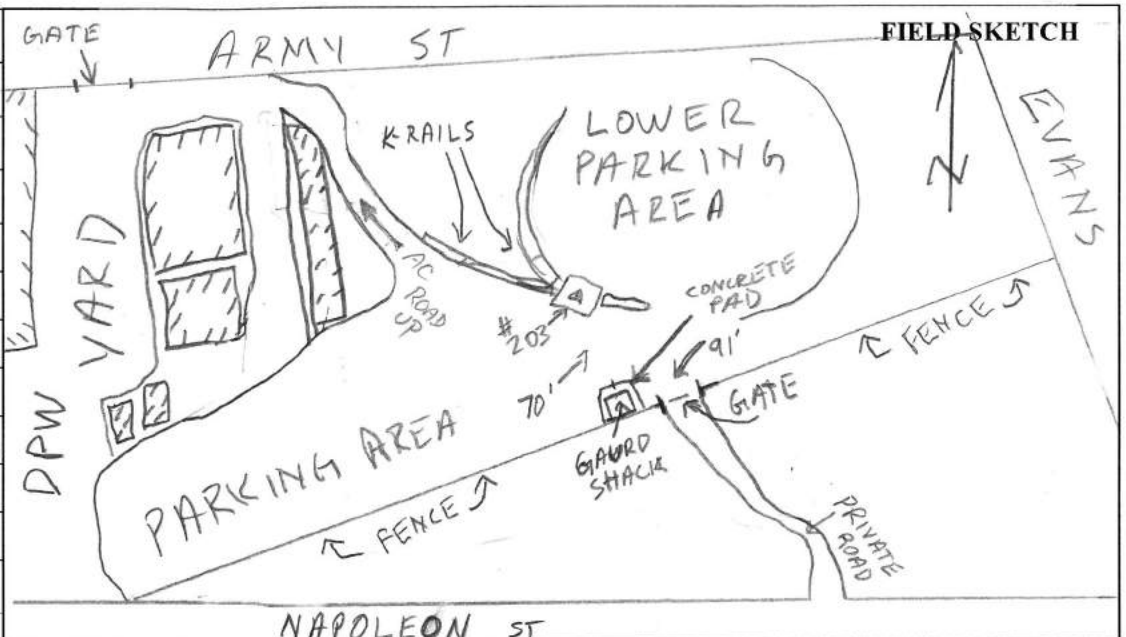 FIELD SKETCH
GATE
ARMY ST
EVANS
K-RAILS
LOWER
PARKING
AREA
N
DPW YARD
AC
ROAD
UP
#
203
CONCRETE
PAD
91'
70'
FENCE
GATE
GAURD
SHACK
PARKING AREA
FENCE
PRIVATE
ROAD
NAPOLEON ST